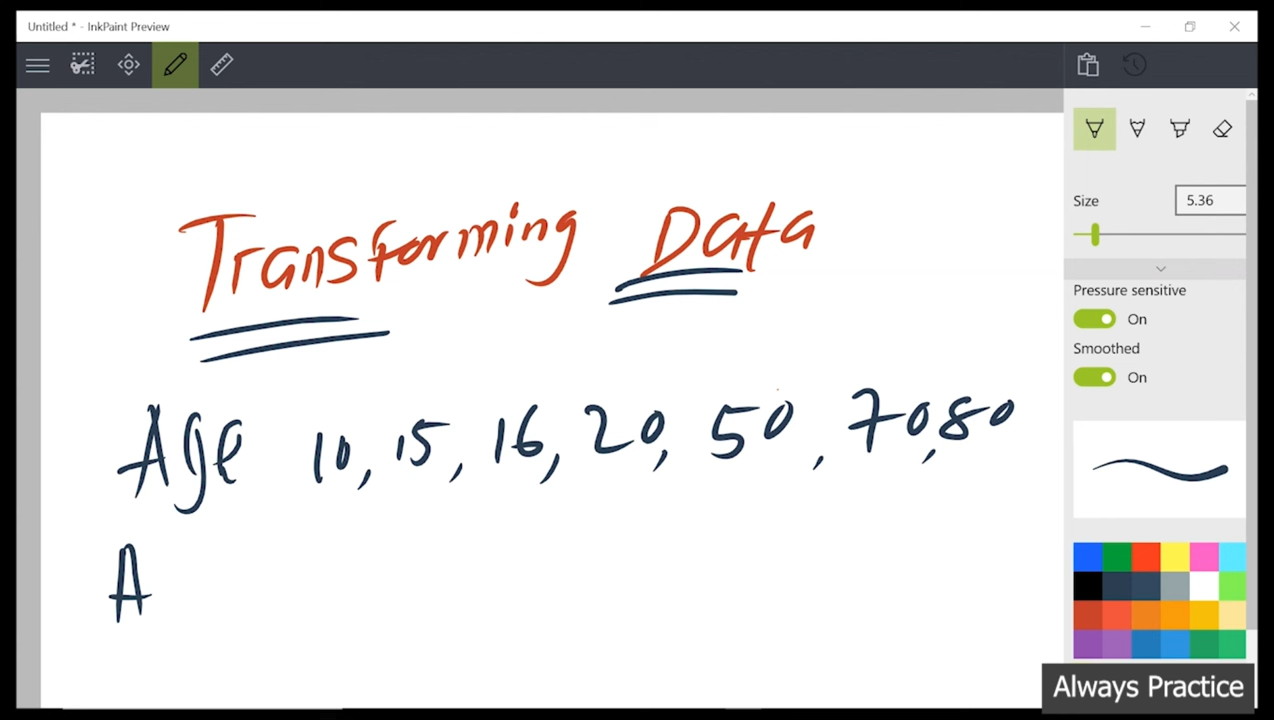 Untitled * - InkPaint Preview
Transforming Data
Size 5.36
Pressure sensitive
On
Smoothed
On
Age 10, 15, 16, 20, 50, 70, 80
A
Always Practice